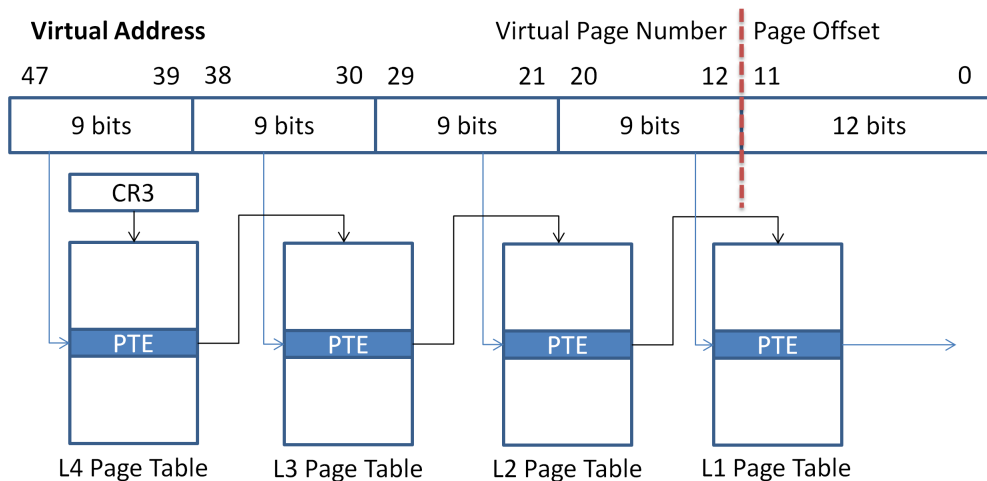 Virtual Address Virtual Page Number Page Offset
47 39 38 30 29 21 20 12 11 0
9 bits 9 bits 9 bits 9 bits 12 bits
CR3
PTE PTE PTE PTE
L4 Page Table L3 Page Table L2 Page Table L1 Page Table